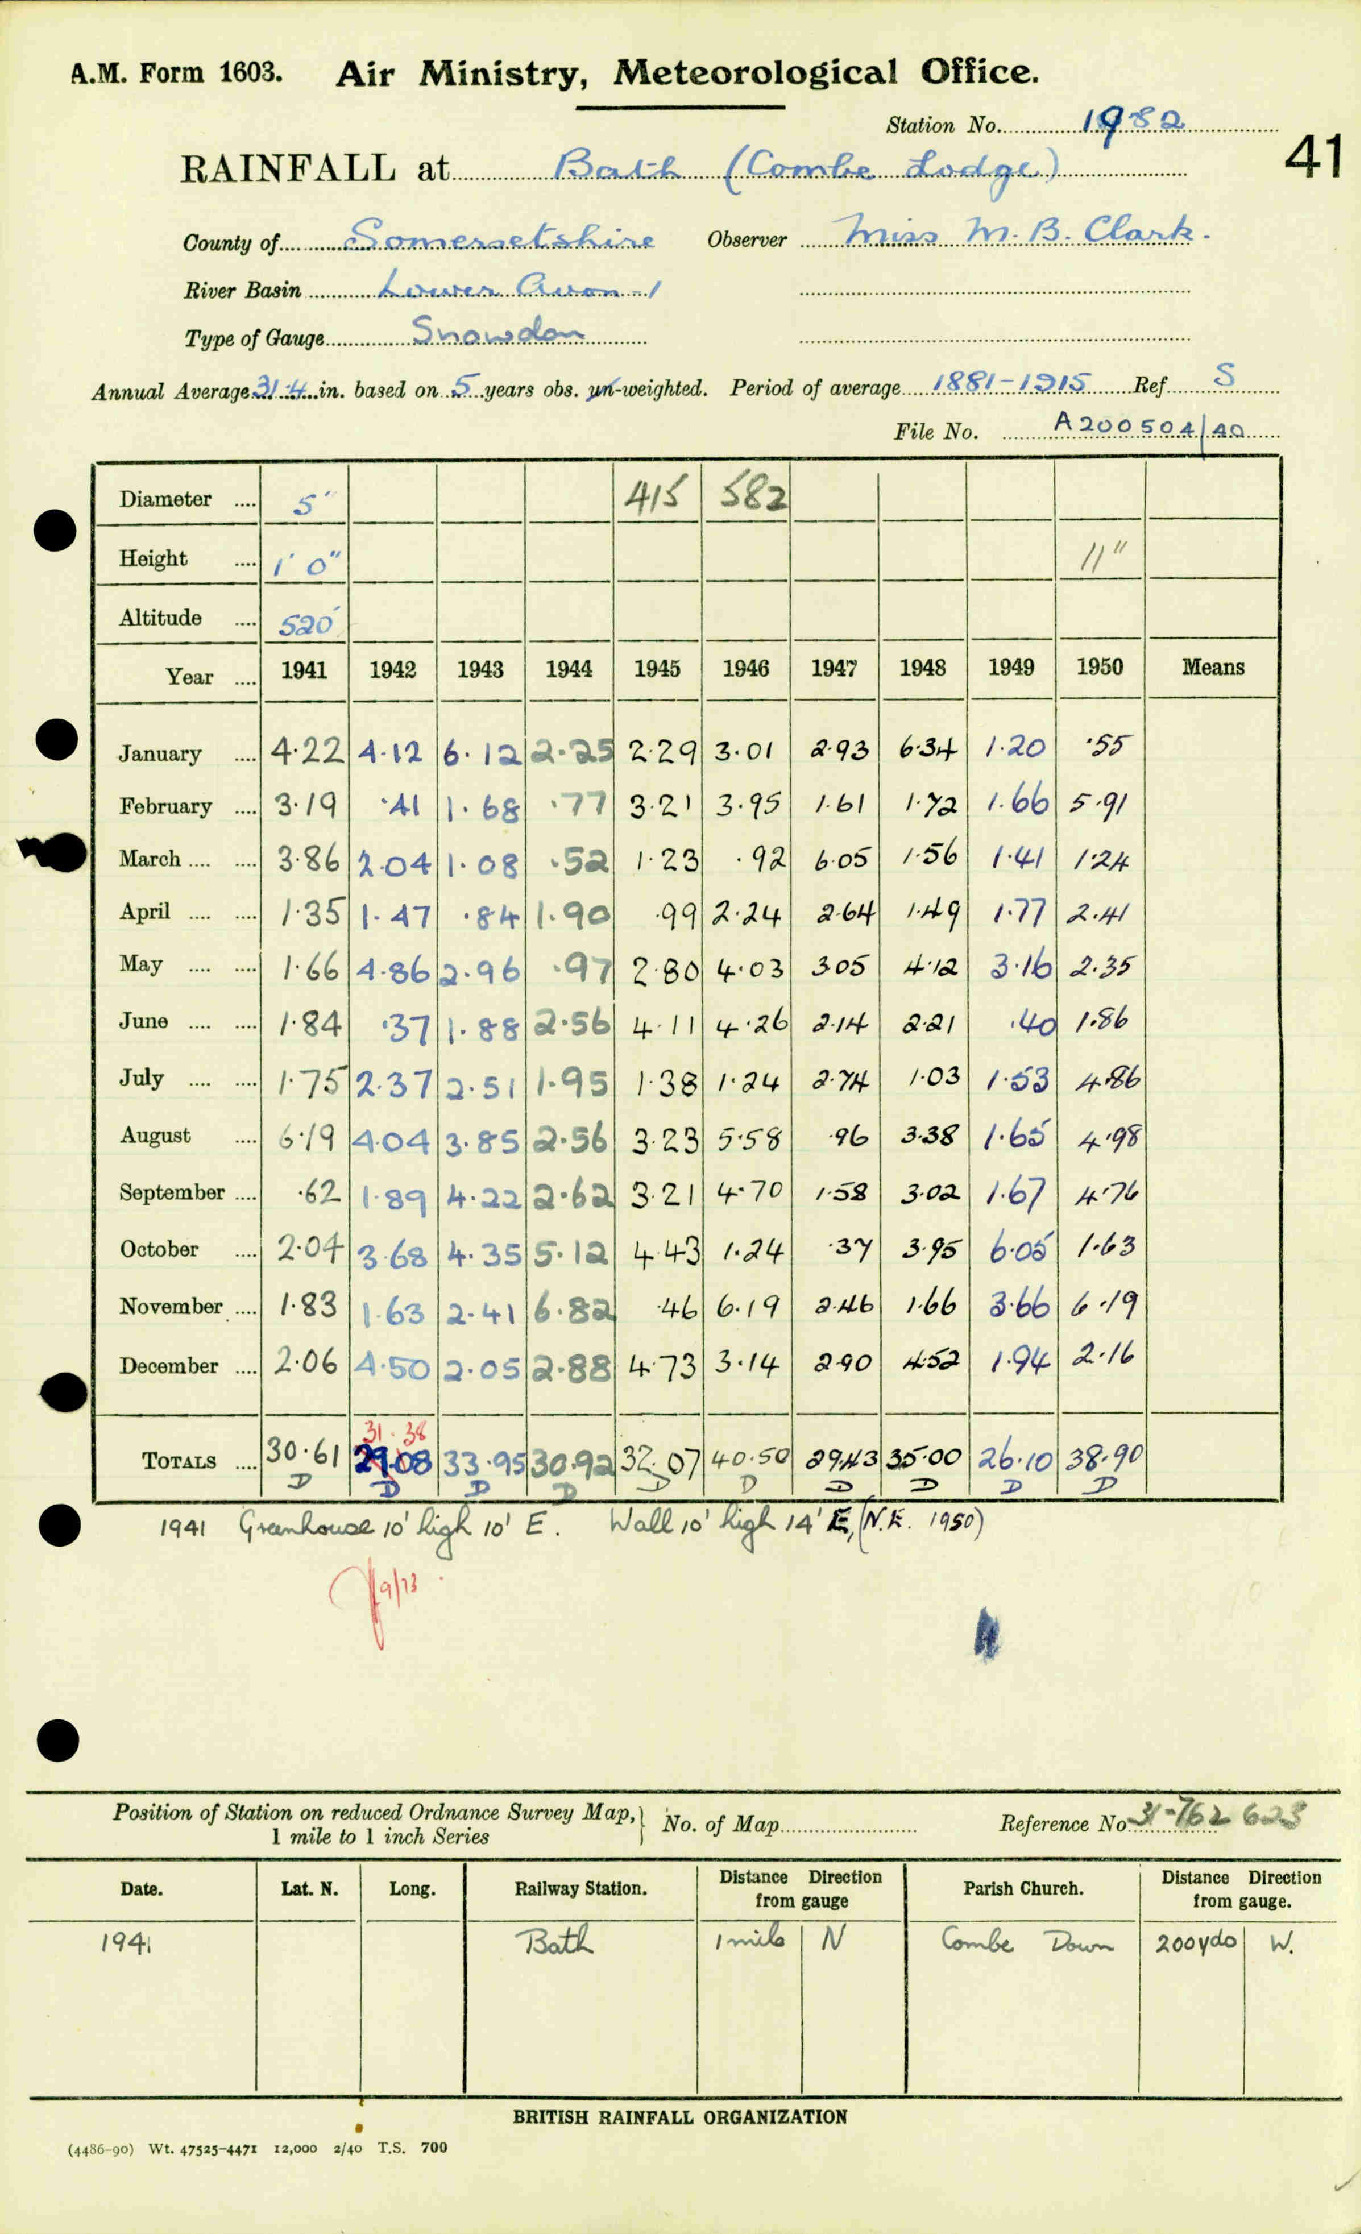 A.M. Form 1603. Air Ministry, Meteorological Office.
Station No. 1982
41
RAINFALL at Bath (Combe Lodge)
County of Somersetshire Observer Miss M. B. Clark.
River Basin Lower Avon-1
Type of Gauge Snowdon
Annual Average 31.4 in. based on 5 years obs. un-weighted. Period of average 1881-1915 Ref S
File No. A200504/40
Diameter .... 5" 415 582
Height .... 1' 0" 11"
Altitude .... 520'
Year .... 1941 1942 1943 1944 1945 1946 1947 1948 1949 1950 Means
January .... 4.22 4.12 6.12 2.25 2.29 3.01 2.93 6.34 1.20 .55
February .... 3.19 .41 1.68 .77 3.21 3.95 1.61 1.72 1.66 5.91
March .... .... 3.86 2.04 1.08 .52 1.23 .92 6.05 1.56 1.41 1.24
April .... .... 1.35 1.47 .84 1.90 .99 2.24 2.64 1.49 1.77 2.41
May .... .... 1.66 4.86 2.96 .97 2.80 4.03 3.05 4.12 3.16 2.35
June .... .... 1.84 .37 1.88 2.56 4.11 4.26 2.14 2.21 .40 1.86
July .... .... 1.75 2.37 2.51 1.95 1.38 1.24 2.74 1.03 1.53 4.86
August .... 6.19 4.04 3.85 2.56 3.23 5.58 .96 3.38 1.65 4.98
September .... .62 1.89 4.22 2.62 3.21 4.70 1.58 3.02 1.67 4.76
October .... 2.04 3.68 4.35 5.12 4.43 1.24 .37 3.95 6.05 1.63
November .... 1.83 1.63 2.41 6.82 .46 6.19 2.46 1.66 3.66 6.19
December .... 2.06 4.50 2.05 2.88 4.73 3.14 2.90 4.52 1.94 2.16
31.38
TOTALS .... 30.61 29.08 33.95 30.92 32.07 40.50 29.43 35.00 26.10 38.90
D D D D D D D D D D
1941 Greenhouse 10' high 10' E. Wall 10' high 14' E, (N.E. 1950)
9/73
Position of Station on reduced Ordnance Survey Map, No. of Map Reference No 31-762 623
1 mile to 1 inch Series
Date. Lat. N. Long. Railway Station. Distance Direction from gauge Parish Church. Distance Direction from gauge.
1941 Bath 1 mile N Combe Down 200yds W.
BRITISH RAINFALL ORGANIZATION
(4486-90) Wt. 47525-4471 12,000 2/40 T.S. 700